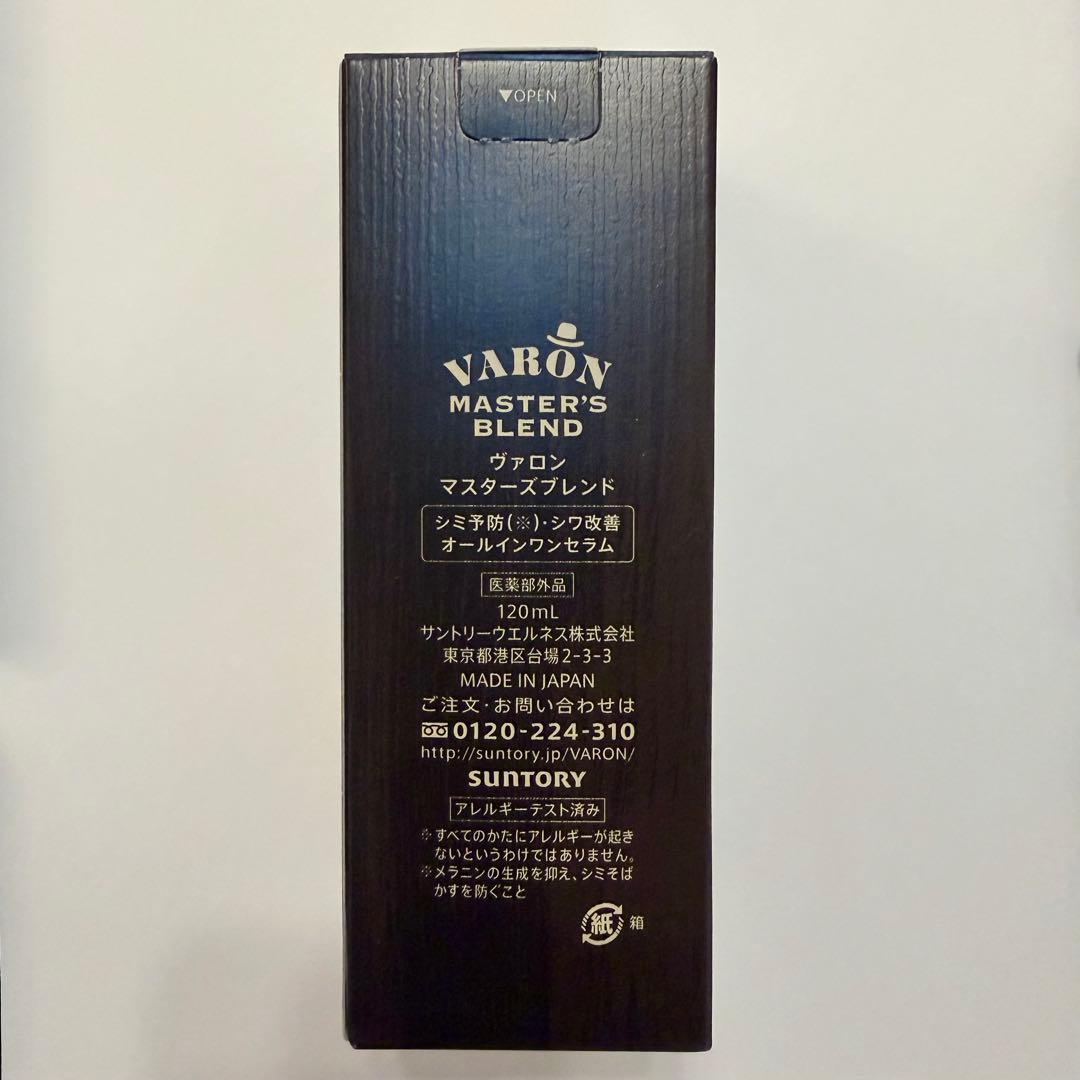 ▼OPEN
VARON
MASTER'S
BLEND
ヴァロン
マスターズブレンド
シミ予防(※)・シワ改善
オールインワンセラム
医薬部外品
120mL
サントリーウエルネス株式会社
東京都港区台場2-3-3
MADE IN JAPAN
ご注文・お問い合わせは
0120-224-310
http://suntory.jp/VARON/
SUNTORY
アレルギーテスト済み
※すべてのかたにアレルギーが起き
ないというわけではありません。
※メラニンの生成を抑え、シミそば
かすを防ぐこと
紙 箱